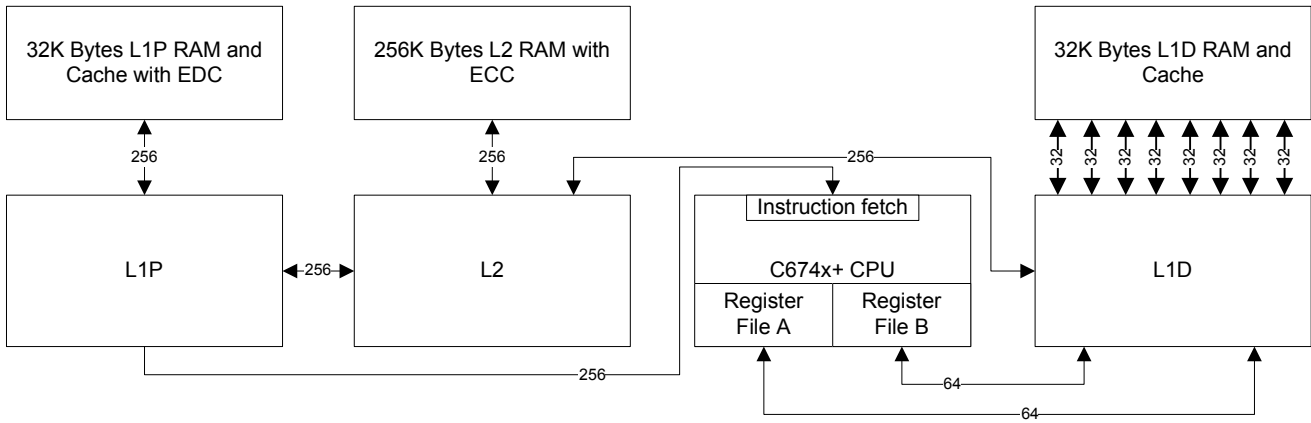 32K Bytes L1P RAM and
Cache with EDC
256K Bytes L2 RAM with
ECC
32K Bytes L1D RAM and
Cache
256
256
256
32
32
32
32
32
32
32
32
Instruction fetch
L1P
256
L2
C674x+ CPU
L1D
Register
File A
Register
File B
256
64
64